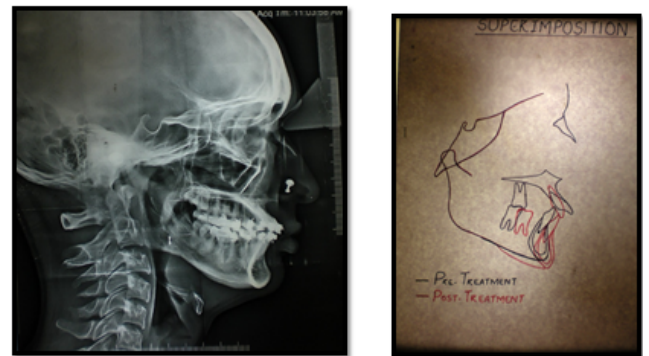 SUPERIMPOSITION
— PRE-TREATMENT
— POST-TREATMENT